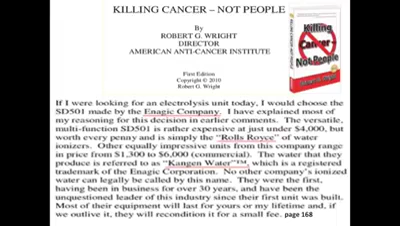 KILLING CANCER – NOT PEOPLE
By
ROBERT G. WRIGHT
DIRECTOR
AMERICAN ANTI-CANCER INSTITUTE
First Edition
Copyright © 2010
Robert G. Wright
Killing
Cancer
Not People
If I were looking for an electrolysis unit today, I would choose the
SD501 made by the Enagic Company. I have explained most of
my reasoning for this decision in earlier comments. The versatile,
multi-function SD501 is rather expensive at just under $4,000, but
worth every penny and is simply the "Rolls Royce" of water
ionizers. Other equally impressive units from this company range
in price from $1,300 to $6,000 (commercial). The water that they
produce is referred to as "Kangen Water"™, which is a registered
trademark of the Enagic Corporation. No other company's ionized
water can legally be called by this name. They were the first,
having been in business for over 30 years, and have been the
unquestioned leader of this industry since their first unit was built.
Most of their equipment will last for yours or my lifetime and, if
we outlive it, they will recondition it for a small fee. page 168